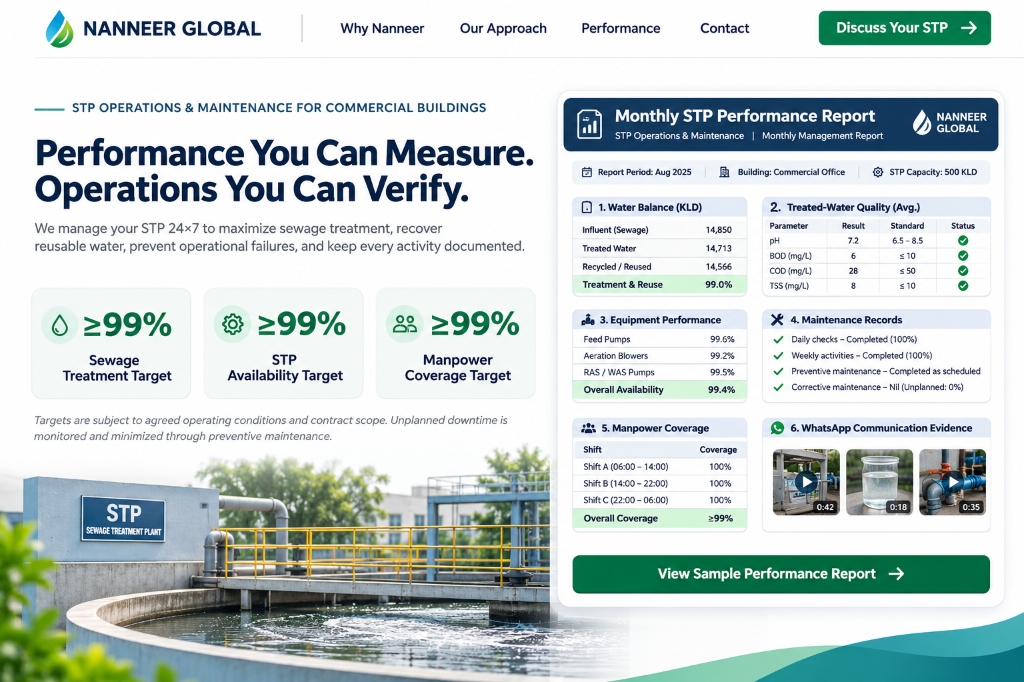 NANNEER GLOBAL
Why Nanneer
Our Approach
Performance
Contact
Discuss Your STP →
STP OPERATIONS & MAINTENANCE FOR COMMERCIAL BUILDINGS
Performance You Can Measure.
Operations You Can Verify.
We manage your STP 24×7 to maximize sewage treatment, recover
reusable water, prevent operational failures, and keep every activity documented.
≥99%
Sewage
Treatment Target
≥99%
STP
Availability Target
≥99%
Manpower
Coverage Target
Targets are subject to agreed operating conditions and contract scope. Unplanned downtime is
monitored and minimized through preventive maintenance.
STP
SEWAGE TREATMENT PLANT
Monthly STP Performance Report
STP Operations & Maintenance | Monthly Management Report
NANNEER
GLOBAL
Report Period: Aug 2025
Building: Commercial Office
STP Capacity: 500 KLD
1. Water Balance (KLD)
Influent (Sewage) 14,850
Treated Water 14,713
Recycled / Reused 14,566
Treatment & Reuse 99.0%
2. Treated-Water Quality (Avg.)
Parameter Result Standard Status
pH 7.2 6.5 – 8.5
BOD (mg/L) 6 ≤ 10
COD (mg/L) 28 ≤ 50
TSS (mg/L) 8 ≤ 10
3. Equipment Performance
Feed Pumps 99.6%
Aeration Blowers 99.2%
RAS / WAS Pumps 99.5%
Overall Availability 99.4%
4. Maintenance Records
Daily checks – Completed (100%)
Weekly activities – Completed (100%)
Preventive maintenance – Completed as scheduled
Corrective maintenance – Nil (Unplanned: 0%)
5. Manpower Coverage
Shift Coverage
Shift A (06:00 – 14:00) 100%
Shift B (14:00 – 22:00) 100%
Shift C (22:00 – 06:00) 100%
Overall Coverage ≥99%
6. WhatsApp Communication Evidence
0:42
0:18
0:35
View Sample Performance Report →